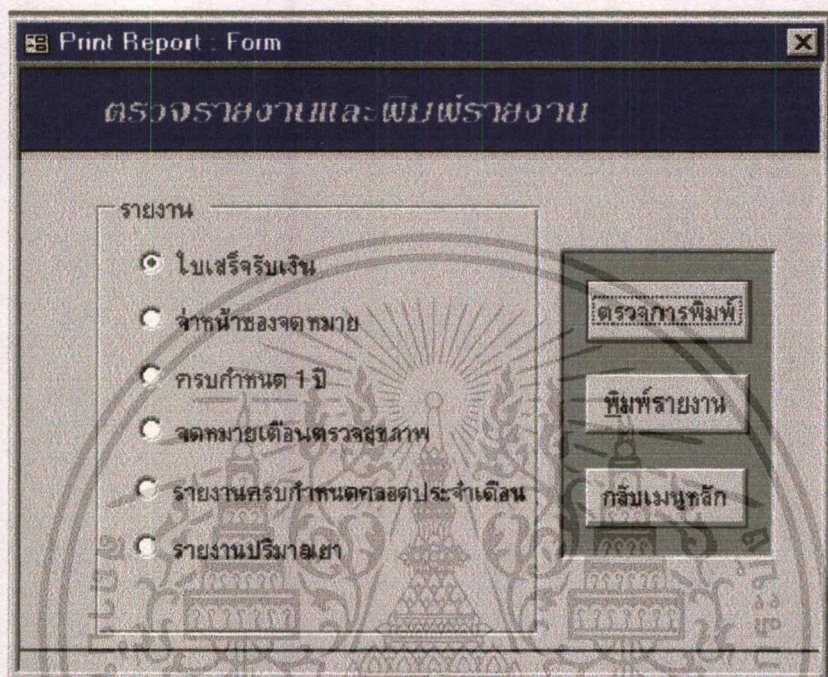 Print Report : Form
ตรวจรายงานและพิมพ์รายงาน
รายงาน
ใบเสร็จรับเงิน
จ่าหน้าซองจดหมาย
ครบกำหนด 1 ปี
จดหมายเตือนตรวจสุขภาพ
รายงานครบกำหนดคลอดประจำเดือน
รายงานปริมาณยา
ตรวจการพิมพ์
พิมพ์รายงาน
กลับเมนูหลัก